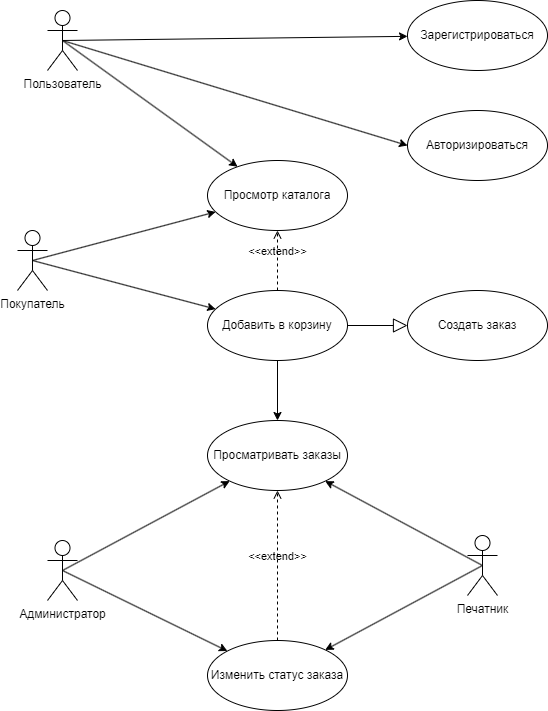 Зарегистрироваться
Пользователь
Авторизироваться
Просмотр каталога
<<extend>>
Покупатель
Добавить в корзину
Создать заказ
Просматривать заказы
<<extend>>
Администратор
Печатник
Изменить статус заказа